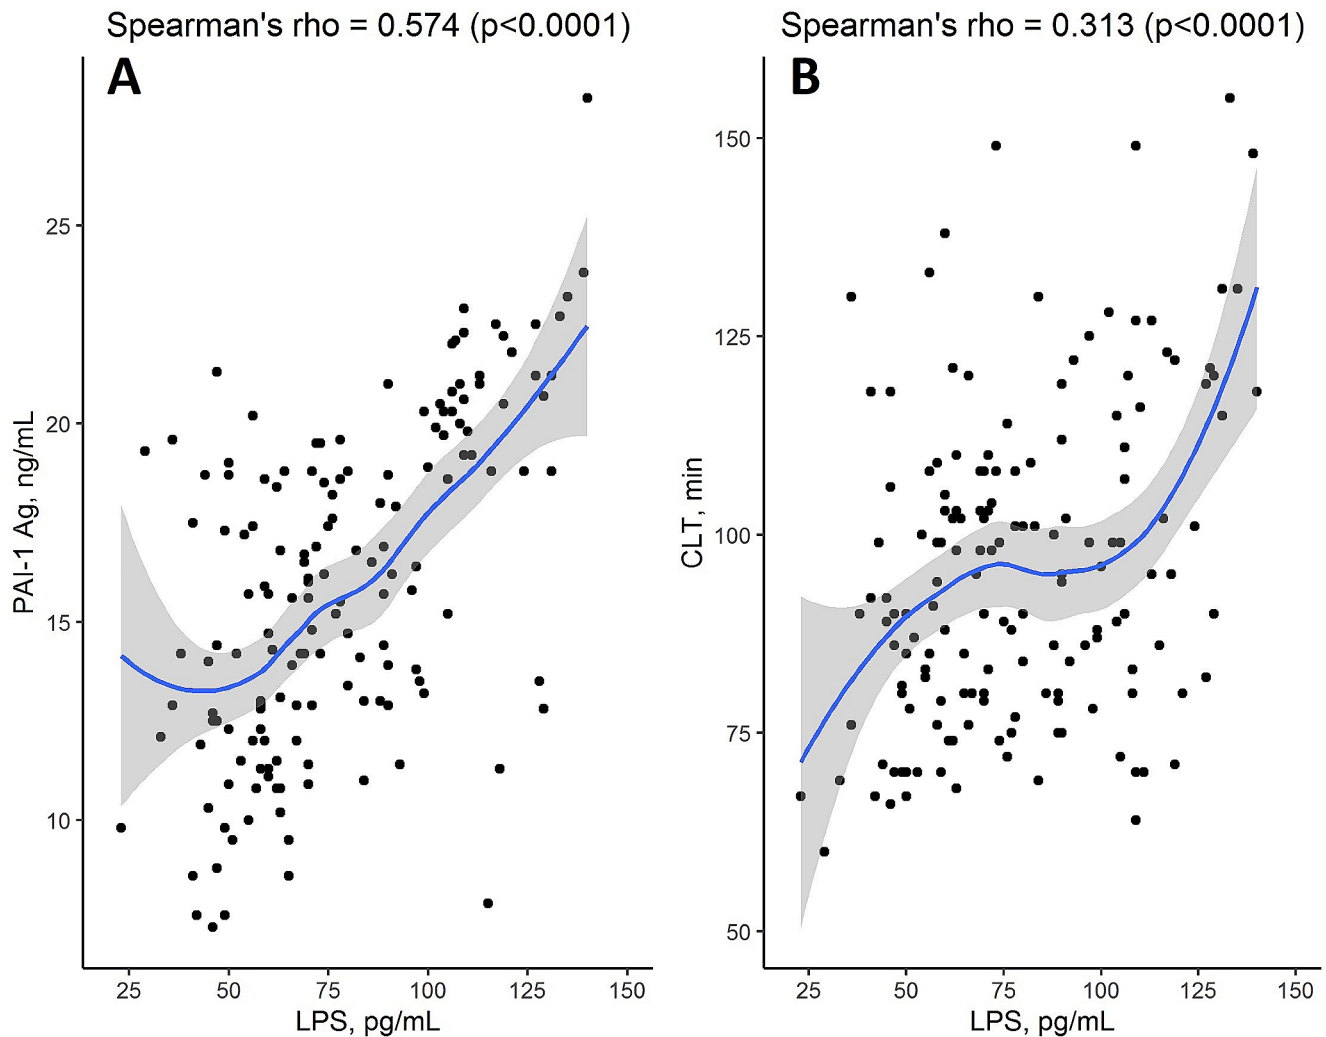 Spearman's rho = 0.574 (p<0.0001)
A
PAI-1 Ag, ng/mL
25
20
15
10
25
50
75
100
125
150
LPS, pg/mL
Spearman's rho = 0.313 (p<0.0001)
B
CLT, min
150
125
100
75
50
25
50
75
100
125
150
LPS, pg/mL